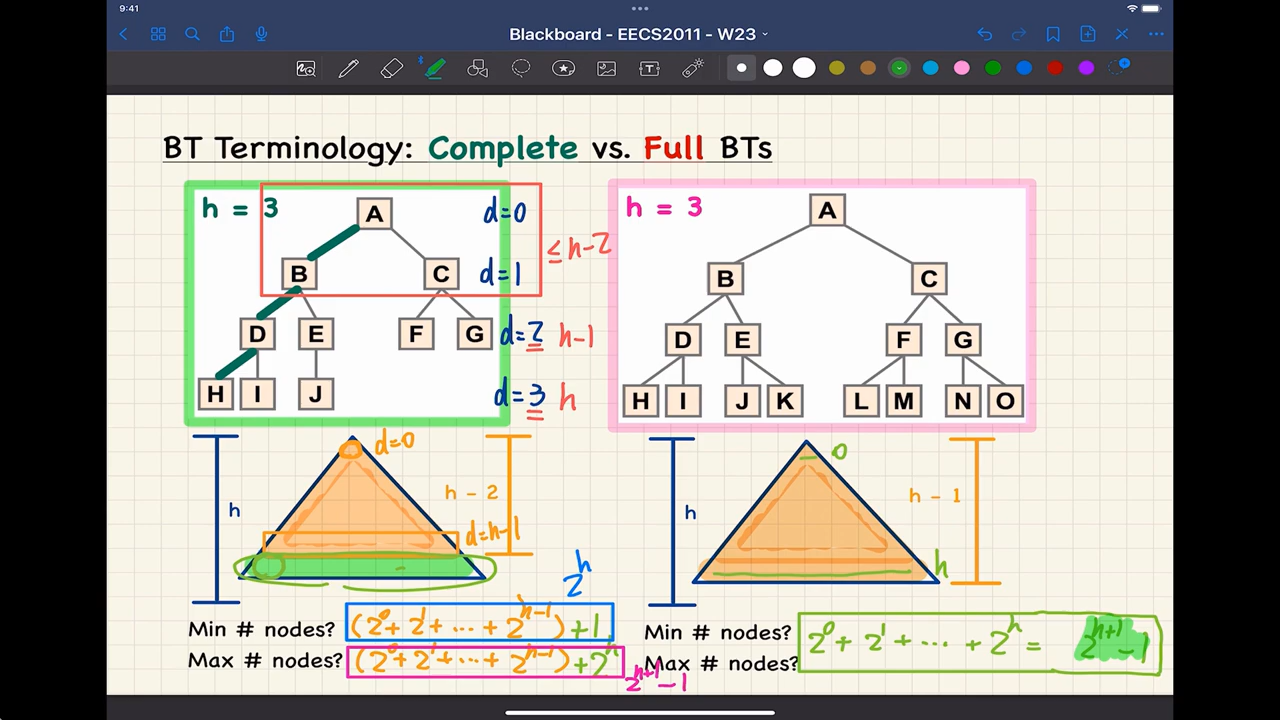 9:41
Blackboard - EECS2011 - W23
BT Terminology: Complete vs. Full BTs
h = 3
A
d=0
B
C
d=1
≤h-2
D
E
F
G
d=2
h-1
H
I
J
d=3
h
h = 3
A
B
C
D
E
F
G
H
I
J
K
L
M
N
O
d=0
h
h - 2
d=h-1
2^h
Min # nodes? (2^0+2^1+...+2^{h-1})+1
Max # nodes? (2^0+2^1+...+2^{h-1})+2^h
2^{h+1}-1
0
h
h - 1
h
Min # nodes?
Max # nodes?
2^0+2^1+...+2^h = 2^{h+1}-1